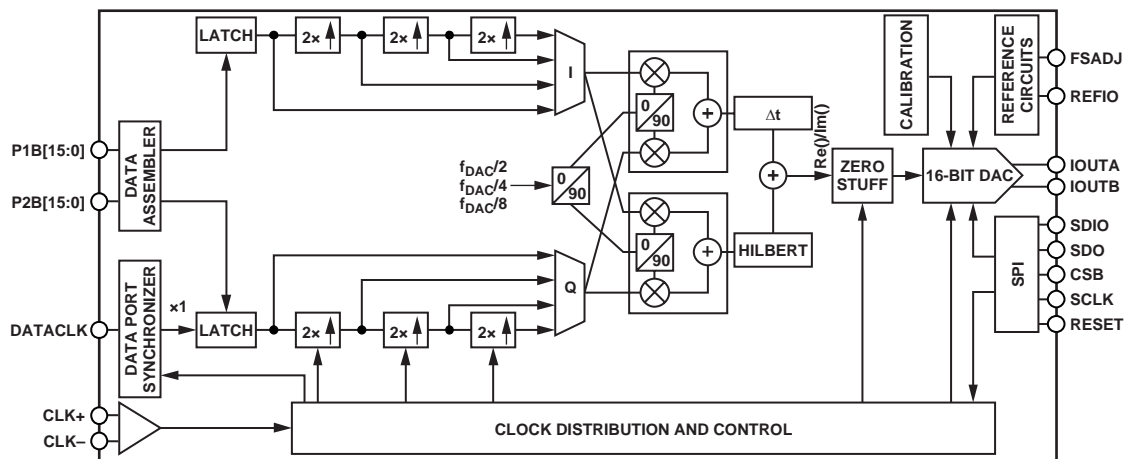 LATCH
2×
2×
2×
I
0
90
+
Δt
Re()/Im()
CALIBRATION
REFERENCE
CIRCUITS
FSADJ
REFIO
P1B[15:0]
P2B[15:0]
DATA
ASSEMBLER
fDAC/2
fDAC/4
fDAC/8
0
90
+
ZERO
STUFF
16-BIT DAC
IOUTA
IOUTB
0
90
+
HILBERT
SDIO
SDO
CSB
SCLK
RESET
SPI
DATACLK
DATA PORT
SYNCHRONIZER
×1
LATCH
2×
2×
2×
Q
CLK+
CLK–
CLOCK DISTRIBUTION AND CONTROL